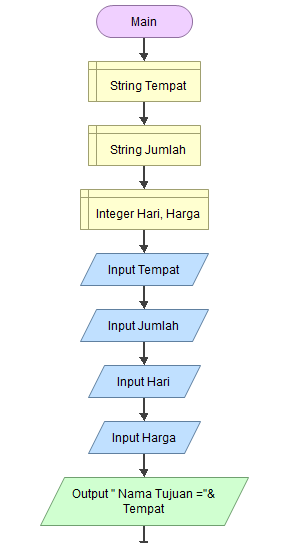 Main
String Tempat
String Jumlah
Integer Hari, Harga
Input Tempat
Input Jumlah
Input Hari
Input Harga
Output " Nama Tujuan ="&
Tempat